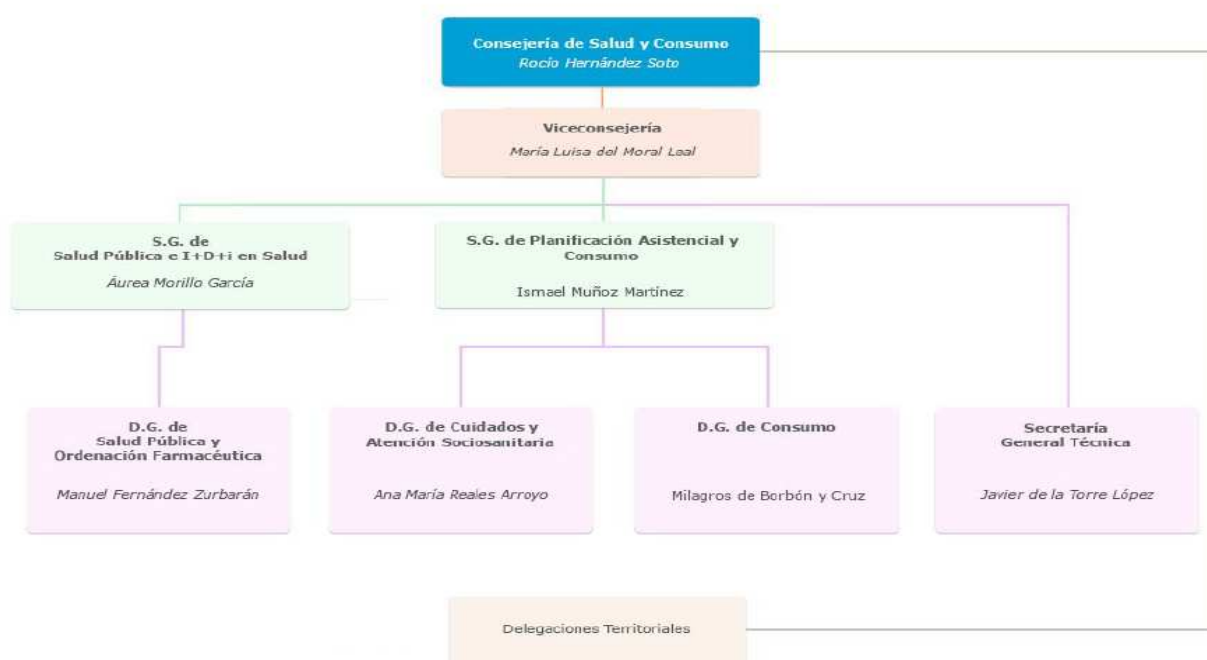 Consejería de Salud y Consumo
Rocío Hernández Soto
Viceconsejería
María Luisa del Moral Leal
S.G. de
Salud Pública e I+D+i en Salud
Áurea Morillo García
S.G. de Planificación Asistencial y
Consumo
Ismael Muñoz Martínez
D.G. de
Salud Pública y
Ordenación Farmacéutica
Manuel Fernández Zurbarán
D.G. de Cuidados y
Atención Sociosanitaria
Ana María Reales Arroyo
D.G. de Consumo
Milagros de Borbón y Cruz
Secretaría
General Técnica
Javier de la Torre López
Delegaciones Territoriales